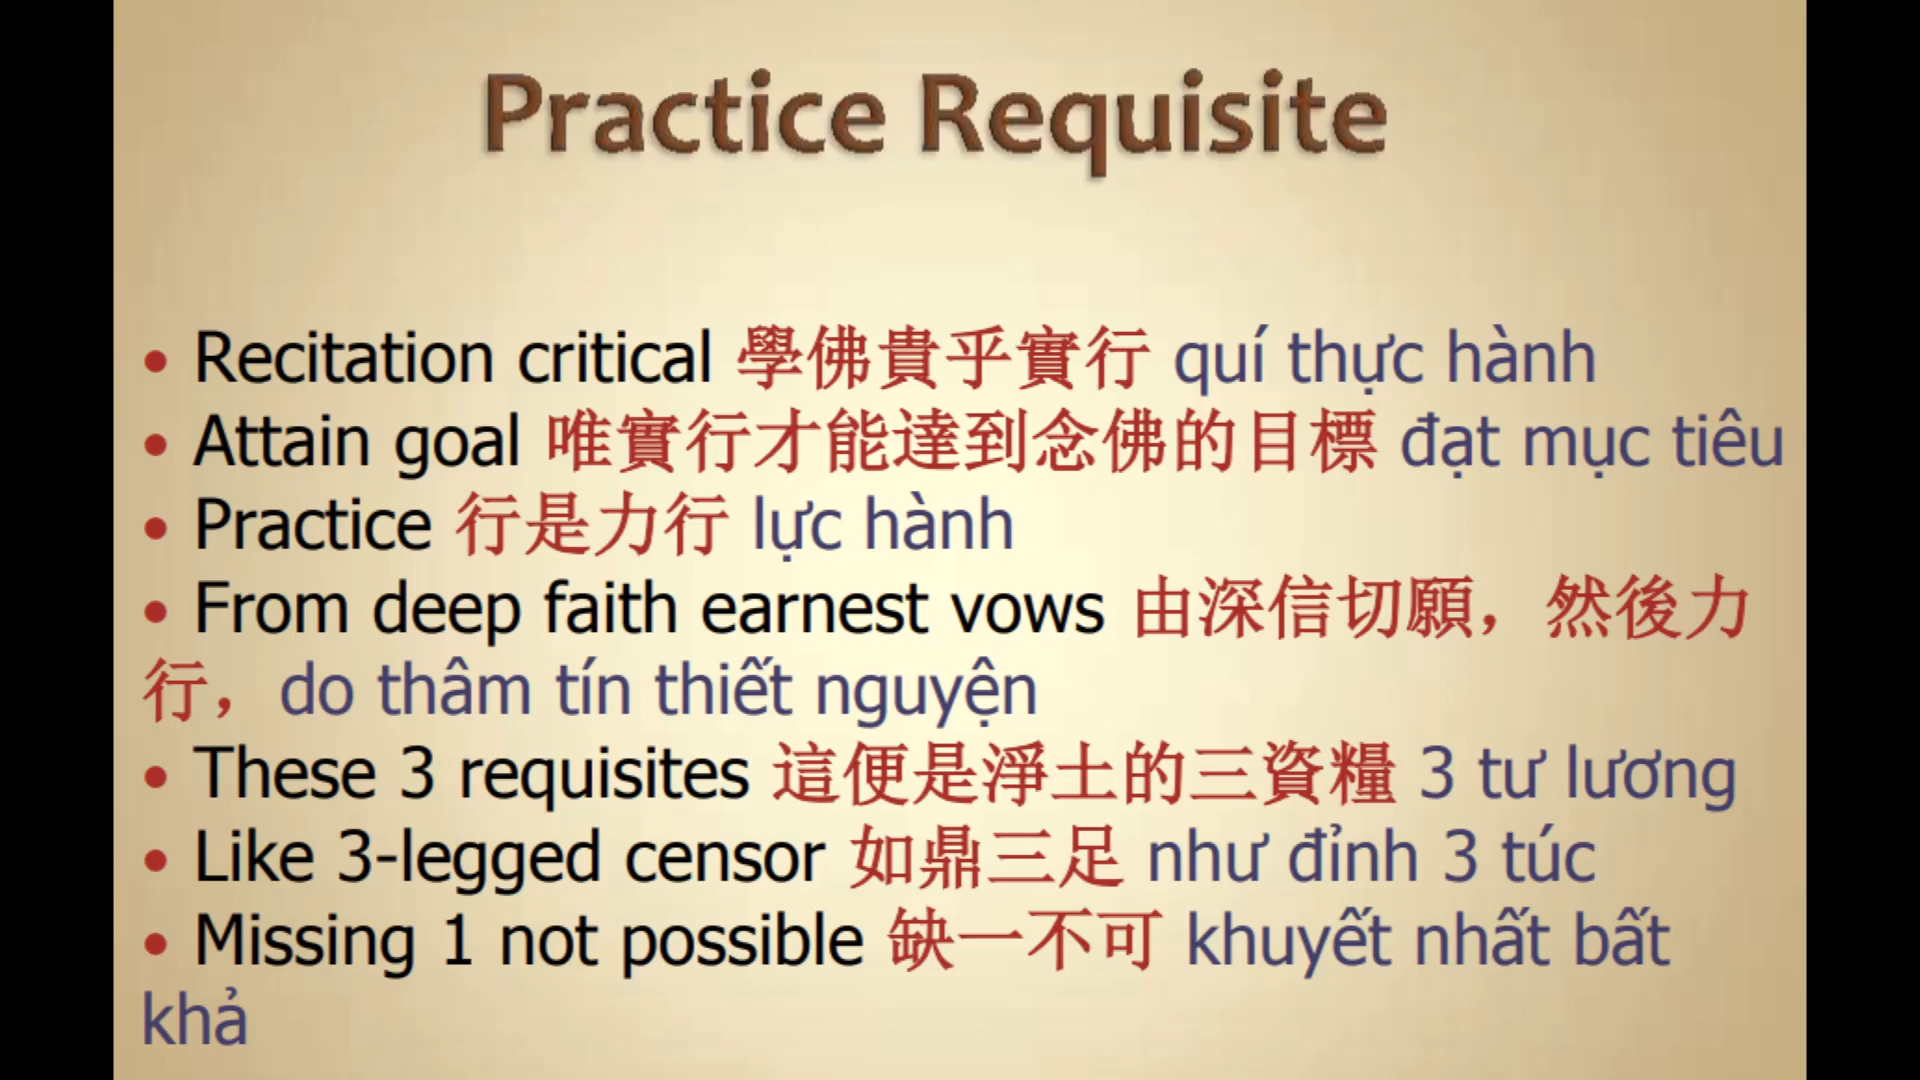 Practice Requisite
• Recitation critical 學佛貴乎實行 quí thực hành
• Attain goal 唯實行才能達到念佛的目標 đạt mục tiêu
• Practice 行是力行 lực hành
• From deep faith earnest vows 由深信切願，然後力
行，do thâm tín thiết nguyện
• These 3 requisites 這便是淨土的三資糧 3 tư lương
• Like 3-legged censor 如鼎三足 như đỉnh 3 túc
• Missing 1 not possible 缺一不可 khuyết nhất bất
khả